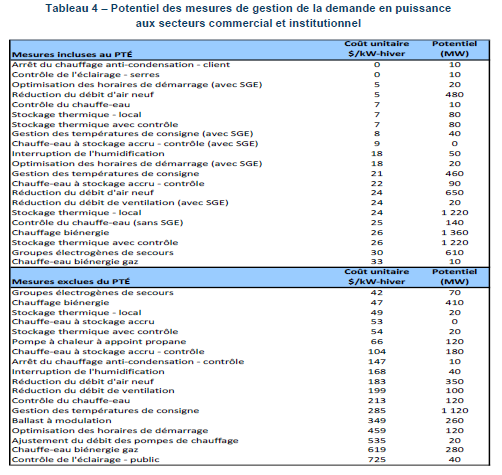 Tableau 4 – Potentiel des mesures de gestion de la demande en puissance
aux secteurs commercial et institutionnel
Mesures incluses au PTÉ Coût unitaire $/kW-hiver Potentiel (MW)
Arrêt du chauffage anti-condensation - client 0 10
Contrôle de l'éclairage - serres 0 10
Optimisation des horaires de démarrage (avec SGE) 5 20
Réduction du débit d'air neuf 5 480
Contrôle du chauffe-eau 7 10
Stockage thermique - local 7 80
Stockage thermique avec contrôle 7 80
Gestion des températures de consigne (avec SGE) 8 40
Chauffe-eau à stockage accru - contrôle (avec SGE) 9 0
Interruption de l'humidification 18 50
Optimisation des horaires de démarrage (avec SGE) 18 20
Gestion des températures de consigne 21 460
Chauffe-eau à stockage accru - contrôle 22 90
Réduction du débit d'air neuf 24 650
Réduction du débit de ventilation (avec SGE) 24 20
Stockage thermique - local 24 1 220
Contrôle du chauffe-eau (sans SGE) 25 140
Chauffage biénergie 26 1 360
Stockage thermique avec contrôle 26 1 220
Groupes électrogènes de secours 30 610
Chauffe-eau biénergie gaz 33 10
Mesures exclues du PTÉ Coût unitaire $/kW-hiver Potentiel (MW)
Groupes électrogènes de secours 42 70
Chauffage biénergie 47 410
Stockage thermique - local 49 20
Chauffe-eau à stockage accru 53 0
Stockage thermique avec contrôle 54 20
Pompe à chaleur à appoint propane 66 120
Chauffe-eau à stockage accru - contrôle 104 180
Arrêt du chauffage anti-condensation - contrôle 147 10
Interruption de l'humidification 168 40
Réduction du débit d'air neuf 183 350
Réduction du débit de ventilation 199 100
Contrôle du chauffe-eau 213 120
Gestion des températures de consigne 285 1 120
Ballast à modulation 349 260
Optimisation des horaires de démarrage 459 120
Ajustement du débit des pompes de chauffage 535 20
Chauffe-eau biénergie gaz 619 280
Contrôle de l'éclairage - public 725 40